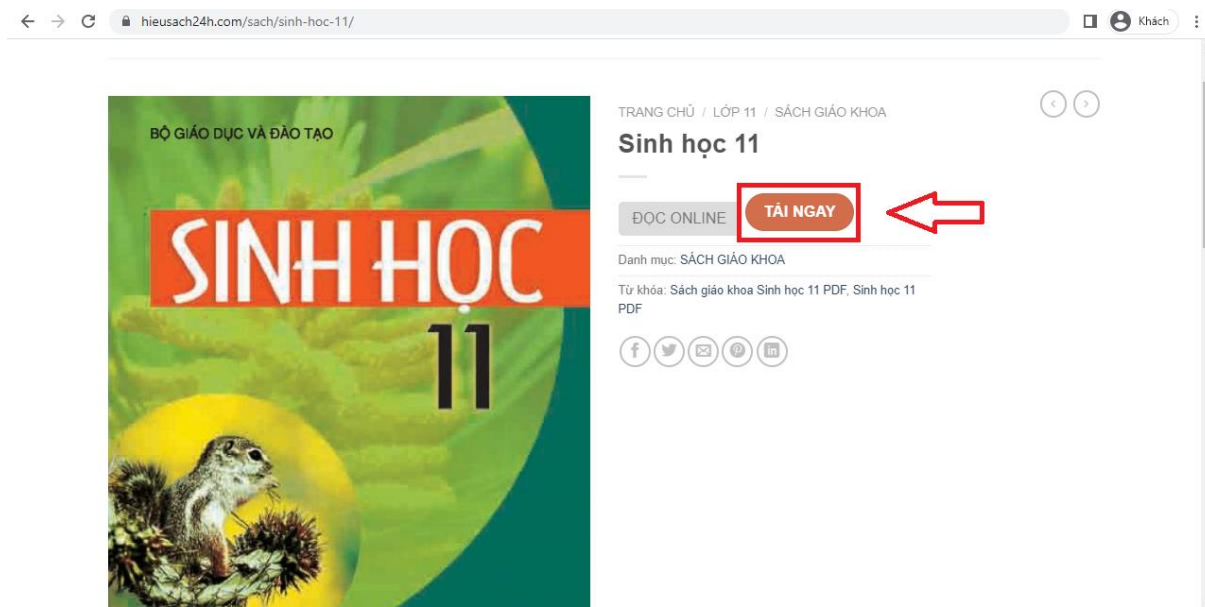 hieusach24h.com/sach/sinh-hoc-11/
Khách
BỘ GIÁO DỤC VÀ ĐÀO TẠO
SINH HỌC
11
TRANG CHỦ / LỚP 11 / SÁCH GIÁO KHOA
Sinh học 11
ĐỌC ONLINE
TẢI NGAY
Danh mục: SÁCH GIÁO KHOA
Từ khóa: Sách giáo khoa Sinh học 11 PDF, Sinh học 11
PDF